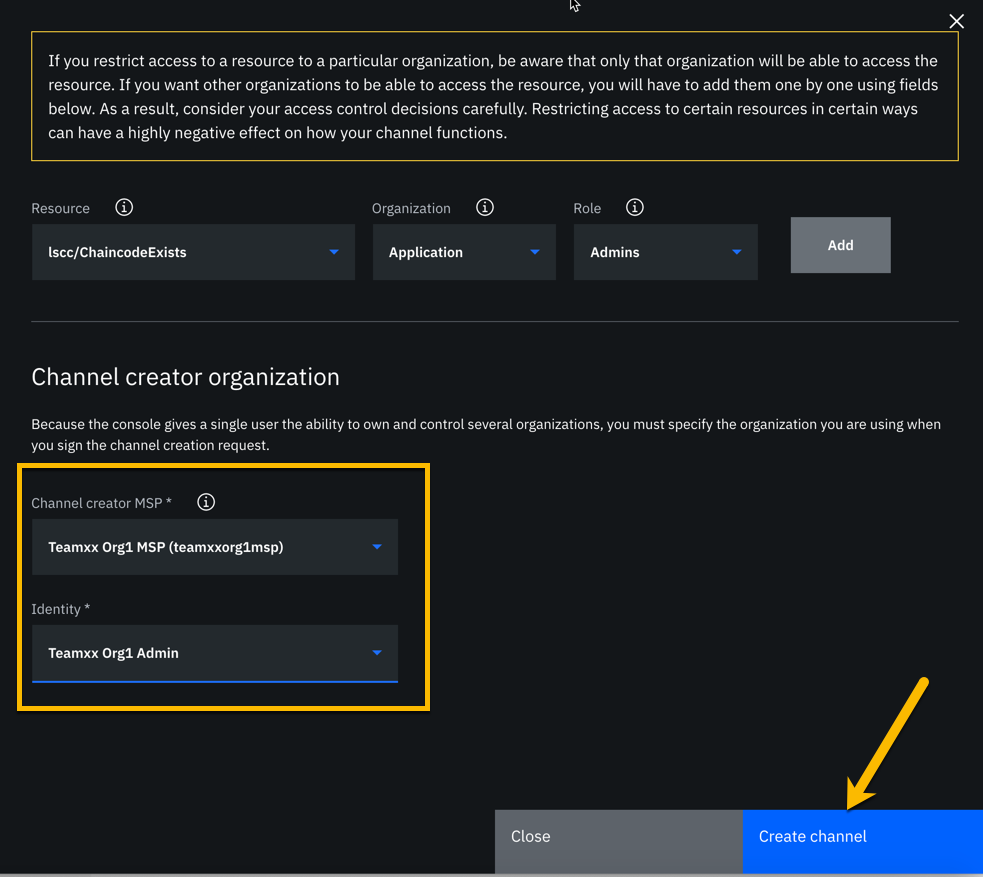 If you restrict access to a resource to a particular organization, be aware that only that organization will be able to access the
resource. If you want other organizations to be able to access the resource, you will have to add them one by one using fields
below. As a result, consider your access control decisions carefully. Restricting access to certain resources in certain ways
can have a highly negative effect on how your channel functions.
Resource Organization Role
lscc/ChaincodeExists Application Admins Add
Channel creator organization
Because the console gives a single user the ability to own and control several organizations, you must specify the organization you are using when
you sign the channel creation request.
Channel creator MSP *
Teamxx Org1 MSP (teamxxorg1msp)
Identity *
Teamxx Org1 Admin
Close Create channel